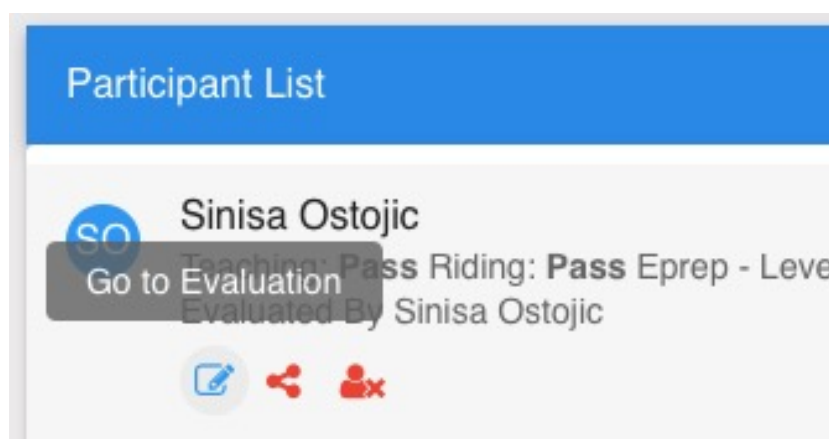 Participant List
SO
Sinisa Ostojic
Teaching: Pass Riding: Pass Eprep - Leve
Go to Evaluation
Evaluated By Sinisa Ostojic